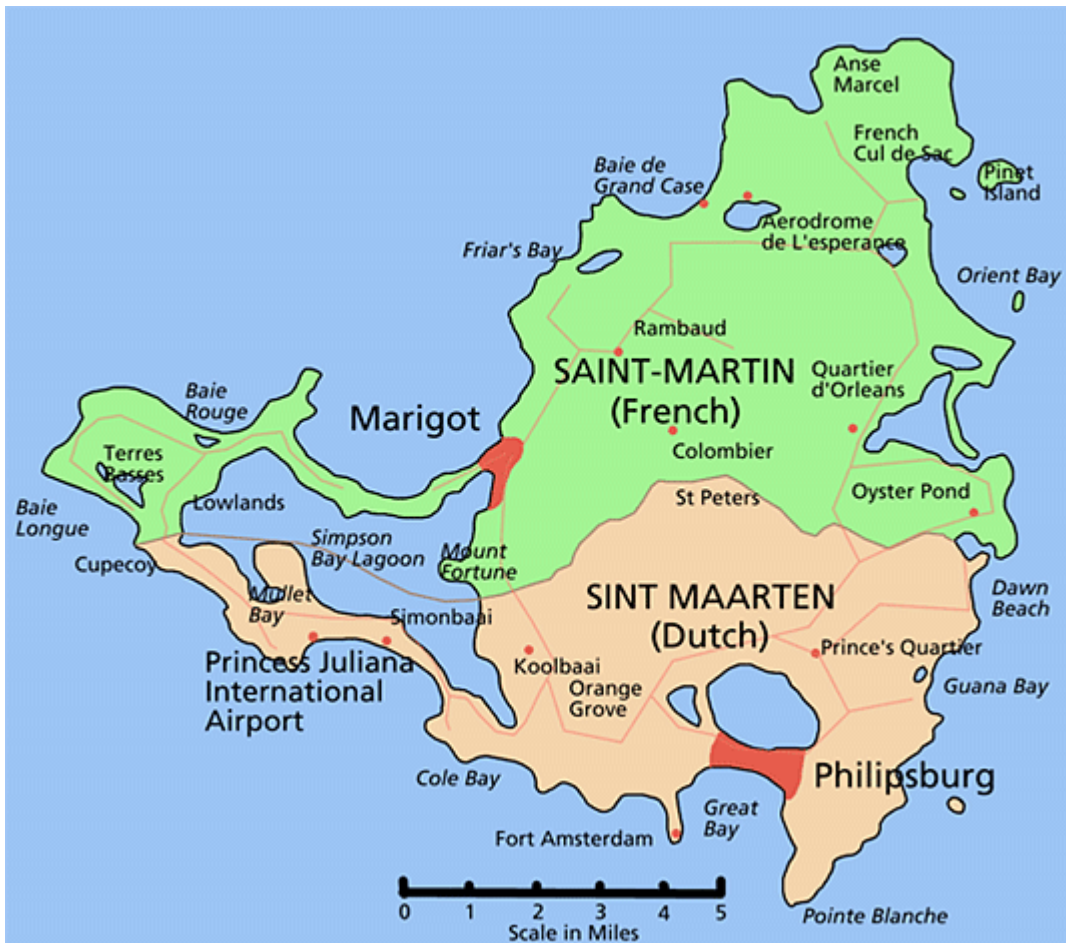 Anse
Marcel
French
Cul de Sac
Baie de
Grand Case
Pinet
Island
Aerodrome
de L'esperance
Friar's Bay
Orient Bay
Rambaud
SAINT-MARTIN
(French)
Quartier
d'Orleans
Baie
Rouge
Marigot
Colombier
Terres
Basses
St Peters
Oyster Pond
Lowlands
Baie
Longue
Simpson
Bay Lagoon
Mount
Fortune
Cupecoy
Mullet
Bay
SINT MAARTEN
(Dutch)
Dawn
Beach
Simonbaai
Prince's Quartier
Princess Juliana
International
Airport
Koolbaai
Orange
Grove
Guana Bay
Cole Bay
Philipsburg
Great
Bay
Fort Amsterdam
0 1 2 3 4 5
Scale in Miles
Pointe Blanche